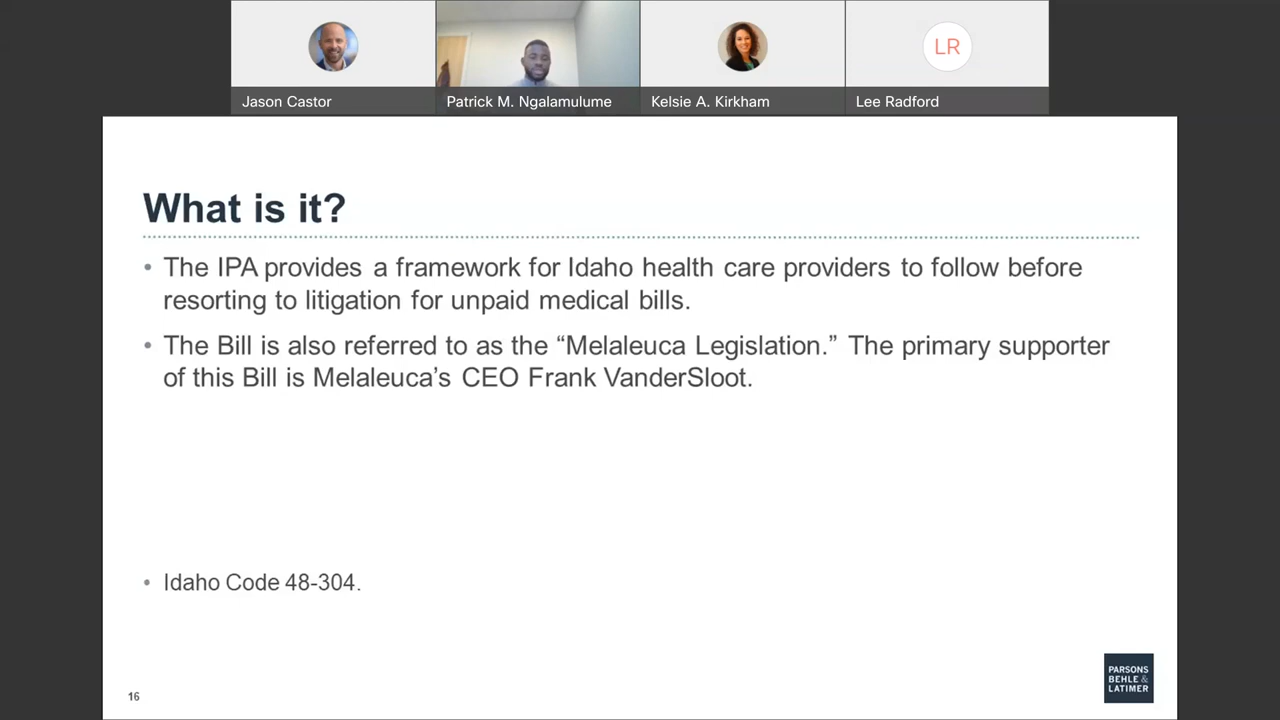 Jason Castor
Patrick M. Ngalamulume
Kelsie A. Kirkham
LR
Lee Radford
What is it?
• The IPA provides a framework for Idaho health care providers to follow before
resorting to litigation for unpaid medical bills.
• The Bill is also referred to as the “Melaleuca Legislation.” The primary supporter
of this Bill is Melaleuca’s CEO Frank VanderSloot.
• Idaho Code 48-304.
16
PARSONS
BEHLE &
LATIMER